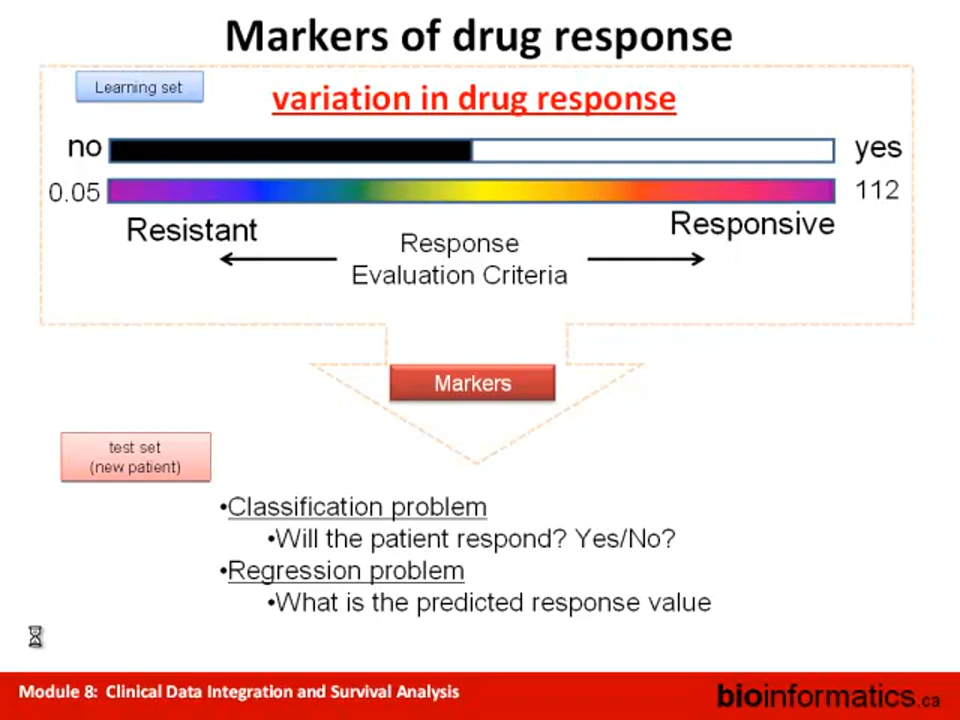 Markers of drug response
Learning set
variation in drug response
no
yes
0.05
112
Resistant
Responsive
Response
Evaluation Criteria
Markers
test set
(new patient)
•Classification problem
•Will the patient respond? Yes/No?
•Regression problem
•What is the predicted response value
Module 8: Clinical Data Integration and Survival Analysis
bioinformatics.ca